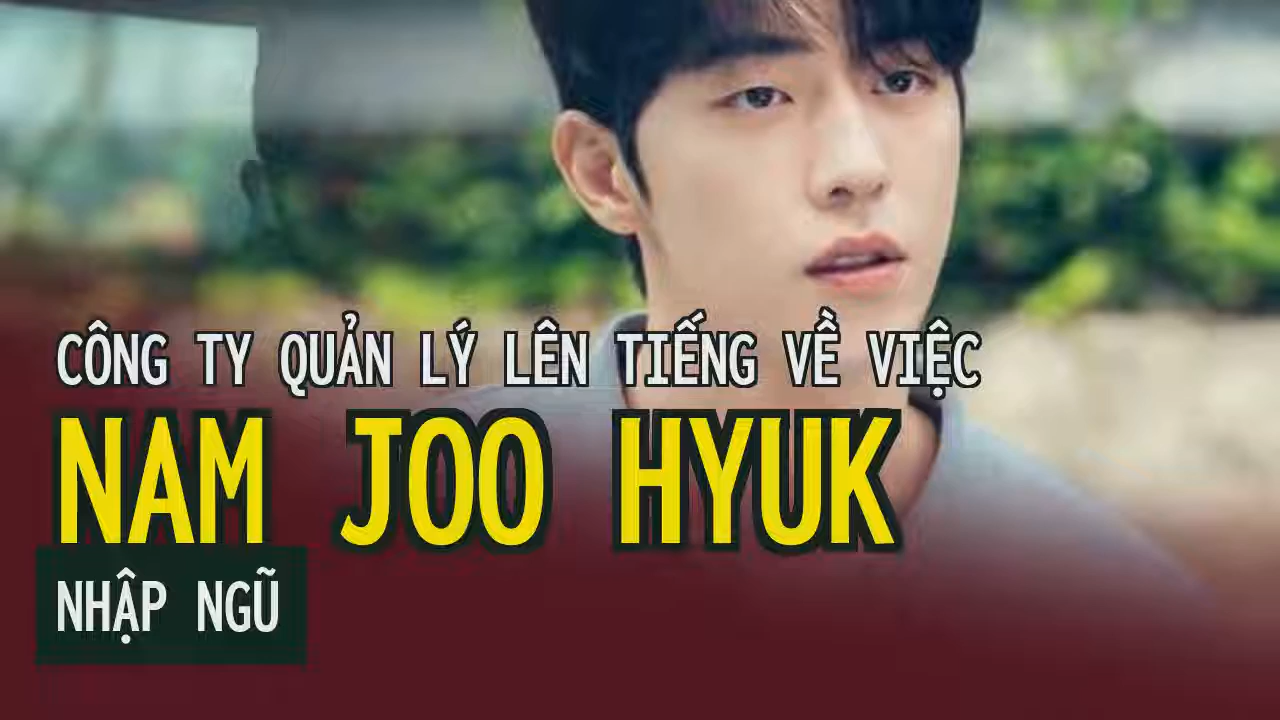 CÔNG TY QUẢN LÝ LÊN TIẾNG VỀ VIỆC
NAM JOO HYUK
NHẬP NGŨ